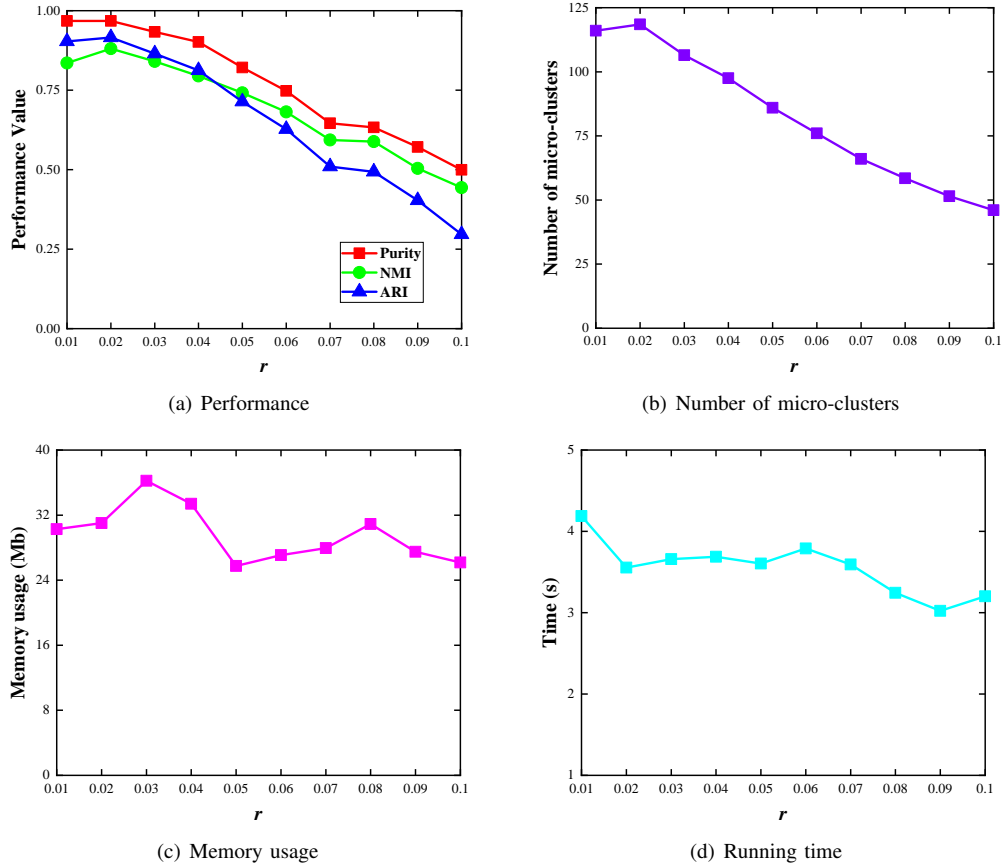 Performance Value
1.00
0.75
0.50
0.25
0.00
Purity
NMI
ARI
0.01 0.02 0.03 0.04 0.05 0.06 0.07 0.08 0.09 0.1
r
(a) Performance
Number of micro-clusters
125
100
75
50
25
0
0.01 0.02 0.03 0.04 0.05 0.06 0.07 0.08 0.09 0.1
r
(b) Number of micro-clusters
Memory usage (Mb)
40
32
24
16
8
0
0.01 0.02 0.03 0.04 0.05 0.06 0.07 0.08 0.09 0.1
r
(c) Memory usage
Time (s)
5
4
3
2
1
0.01 0.02 0.03 0.04 0.05 0.06 0.07 0.08 0.09 0.1
r
(d) Running time